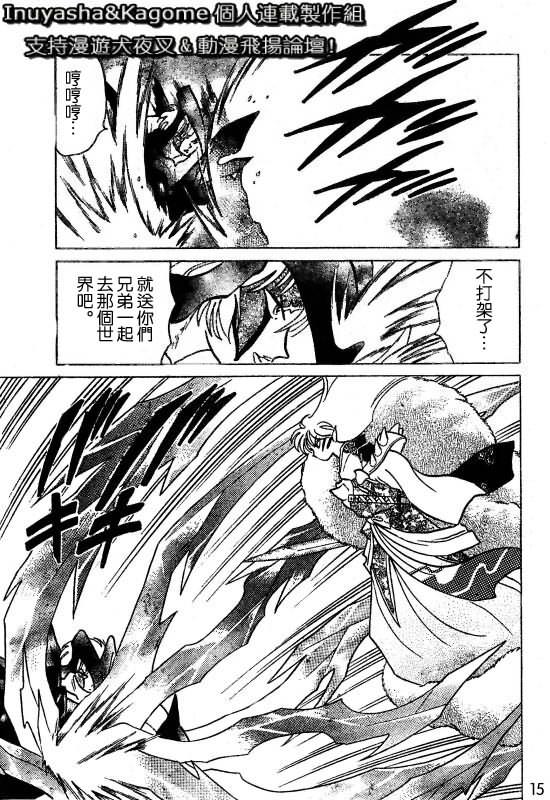 Inuyasha&Kagome 個人連載製作組
支持漫遊犬夜叉 & 動漫飛揚論壇!
哼哼哼…
不打架了…
就送你們
兄弟一起
去那個世
界吧。
バキバキ
15